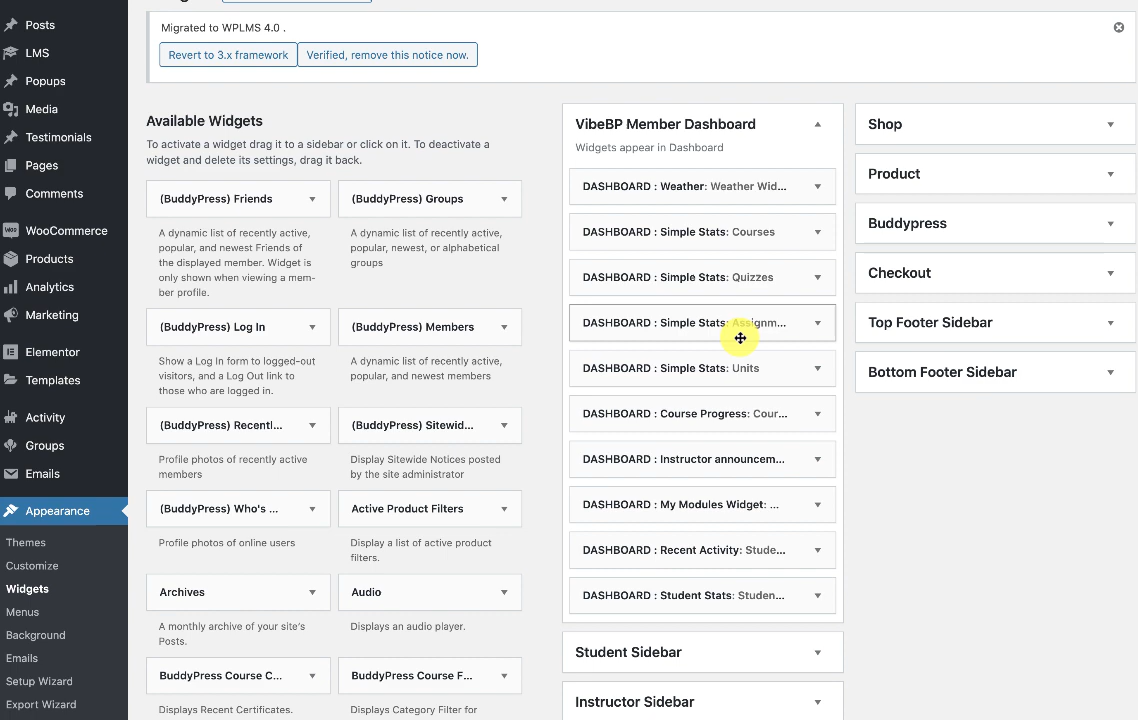 Posts
LMS
Popups
Media
Testimonials
Pages
Comments
WooCommerce
Products
Analytics
Marketing
Elementor
Templates
Activity
Groups
Emails
Appearance
Themes
Customize
Widgets
Menus
Background
Emails
Setup Wizard
Export Wizard
Migrated to WPLMS 4.0 .
Revert to 3.x framework
Verified, remove this notice now.
Available Widgets
To activate a widget drag it to a sidebar or click on it. To deactivate a
widget and delete its settings, drag it back.
(BuddyPress) Friends
A dynamic list of recently active,
popular, and newest Friends of
the displayed member. Widget is
only shown when viewing a mem-
ber profile.
(BuddyPress) Groups
A dynamic list of recently active,
popular, newest, or alphabetical
groups
(BuddyPress) Log In
Show a Log In form to logged-out
visitors, and a Log Out link to
those who are logged in.
(BuddyPress) Members
A dynamic list of recently active,
popular, and newest members
(BuddyPress) Recentl...
Profile photos of recently active
members
(BuddyPress) Sitewid...
Display Sitewide Notices posted
by the site administrator
(BuddyPress) Who's ...
Profile photos of online users
Active Product Filters
Display a list of active product
filters.
Archives
A monthly archive of your site's
Posts.
Audio
Displays an audio player.
BuddyPress Course C...
Displays Recent Certificates.
BuddyPress Course F...
Displays Category Filter for
VibeBP Member Dashboard
Widgets appear in Dashboard
DASHBOARD : Weather: Weather Wid...
DASHBOARD : Simple Stats: Courses
DASHBOARD : Simple Stats: Quizzes
DASHBOARD : Simple Stats: Assignm...
DASHBOARD : Simple Stats: Units
DASHBOARD : Course Progress: Cour...
DASHBOARD : Instructor announcem...
DASHBOARD : My Modules Widget: ...
DASHBOARD : Recent Activity: Stude...
DASHBOARD : Student Stats: Studen...
Student Sidebar
Instructor Sidebar
Shop
Product
Buddypress
Checkout
Top Footer Sidebar
Bottom Footer Sidebar
Woo